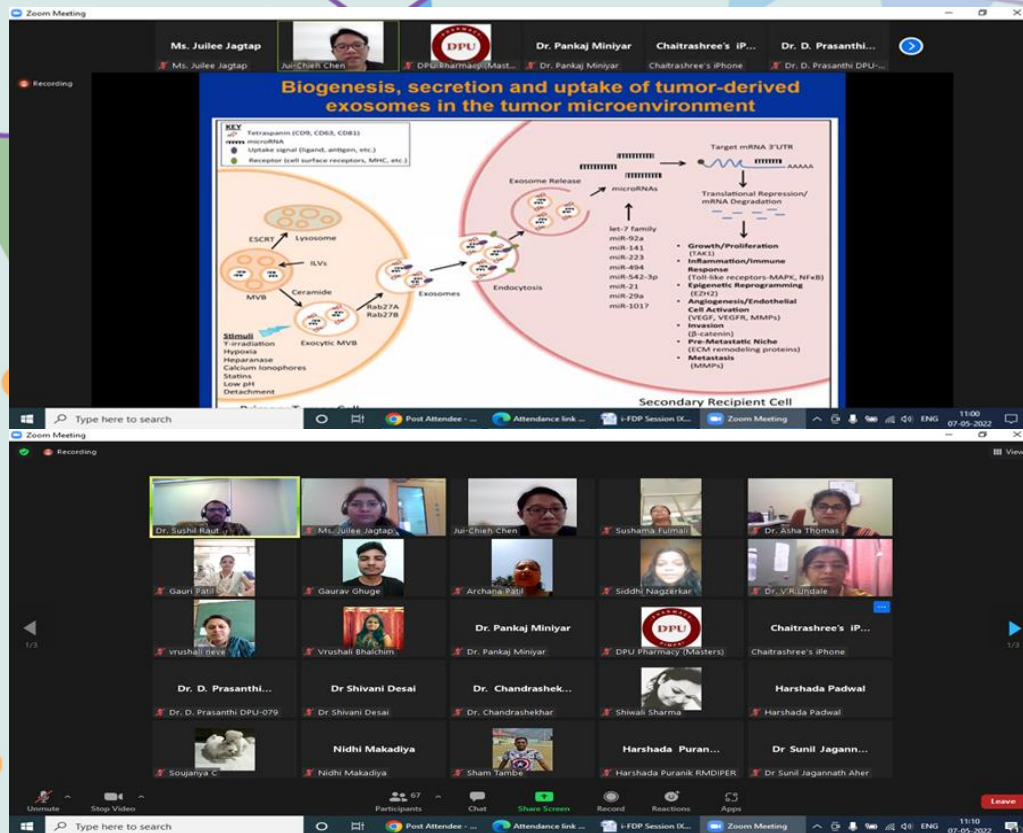 Zoom Meeting
Ms. Juilee Jagtap
Dr. Pankaj Miniyar
Chaitrashree's iP...
Dr. D. Prasanthi...
DPU
Ms. Juilee Jagtap
Jui-Chieh Chen
DPU Pharmacy (Mast...
Dr. Pankaj Miniyar
Chaitrashree's iPhone
Dr. D. Prasanthi DPU-...
Recording
Biogenesis, secretion and uptake of tumor-derived
exosomes in the tumor microenvironment
KEY
Tetraspanin (CD9, CD63, CD81)
microRNA
Uptake signal (ligand, antigen, etc.)
Receptor (cell surface receptors, MHC, etc.)
ESCRT
Lysosome
ILVs
MVB
Ceramide
Exocytic MVB
Rab27A
Rab27B
Exosomes
Stimuli
Υ-irradiation
Hypoxia
Heparanase
Calcium Ionophores
Statins
Low pH
Detachment
Endocytosis
Exosome Release
microRNAs
let-7 family
miR-92a
miR-141
miR-223
miR-494
miR-542-3p
miR-21
miR-29a
miR-1017
Target mRNA 3'UTR
AAAAA
Translational Repression/
mRNA Degradation
• Growth/Proliferation
(TAK1)
• Inflammation/Immune
Response
(Toll-like receptors-MAPK, NFκB)
• Epigenetic Reprogramming
(EZH2)
• Angiogenesis/Endothelial
Cell Activation
(VEGF, VEGFR, MMPs)
• Invasion
(β-catenin)
• Pre-Metastatic Niche
(ECM remodeling proteins)
• Metastasis
(MMPs)
Secondary Recipient Cell
Type here to search
Post Attendee - ...
Attendance link ...
i-FDP Session IX...
Zoom Meeting
ENG
11:00
07-05-2022
Zoom Meeting
Recording
View
Dr. Sushil Raut
Ms. Juilee Jagtap
Jui-Chieh Chen
Sushama Fulmali
Dr. Asha Thomas
Gauri Patil
Gaurav Ghuge
Archana Patil
Siddhi Nagzerkar
Dr. V.R.Undale
1/3
1/3
Dr. Pankaj Miniyar
DPU
Chaitrashree's iP...
vrushali neve
Vrushali Bhalchim
Dr. Pankaj Miniyar
DPU Pharmacy (Masters)
Chaitrashree's iPhone
Dr. D. Prasanthi...
Dr Shivani Desai
Dr. Chandrashek...
Harshada Padwal
Dr. D. Prasanthi DPU-079
Dr Shivani Desai
Dr. Chandrashekhar
Shiwali Sharma
Harshada Padwal
Nidhi Makadiya
Harshada Puran...
Dr Sunil Jagann...
Soujanya C
Nidhi Makadiya
Sham Tambe
Harshada Puranik RMDIPER
Dr Sunil Jagannath Aher
Unmute
Stop Video
67
Participants
Chat
Share Screen
Record
Reactions
Apps
Leave
Type here to search
Post Attendee - ...
Attendance link ...
i-FDP Session IX...
Zoom Meeting
ENG
11:10
07-05-2022